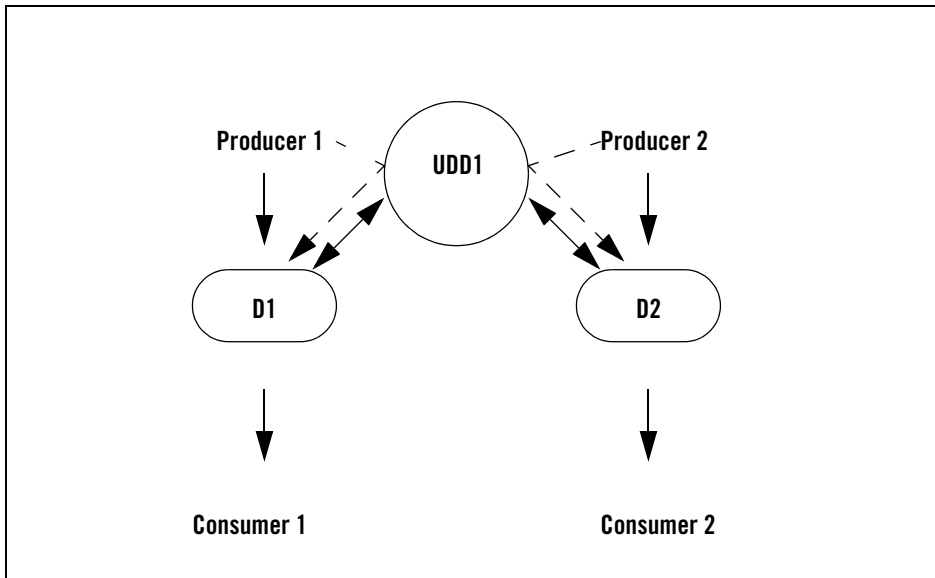 Producer 1
UDD1
Producer 2
D1
D2
Consumer 1
Consumer 2